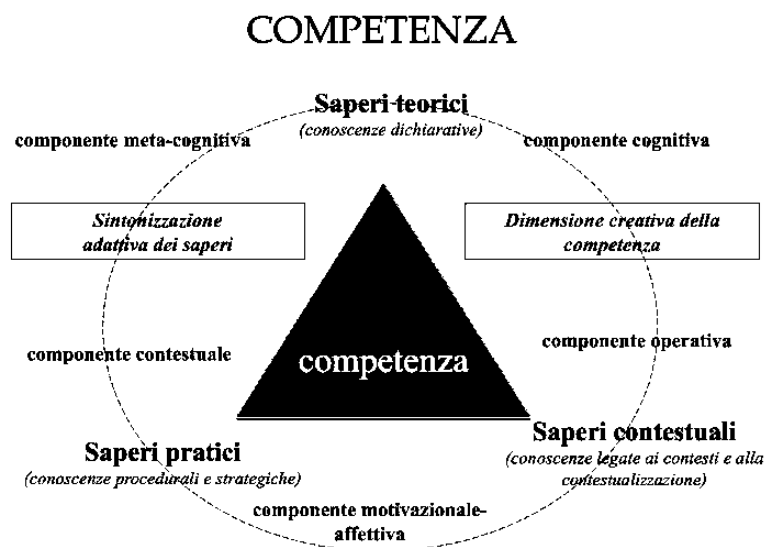 COMPETENZA
Saperi teorici
(conoscenze dichiarative)
componente meta-cognitiva
componente cognitiva
Sintonizzazione
adattiva dei saperi
Dimensione creativa della
competenza
componente contestuale
competenza
componente operativa
Saperi pratici
(conoscenze procedurali e strategiche)
Saperi contestuali
(conoscenze legate ai contesti e alla
contestualizzazione)
componente motivazionale-
affettiva